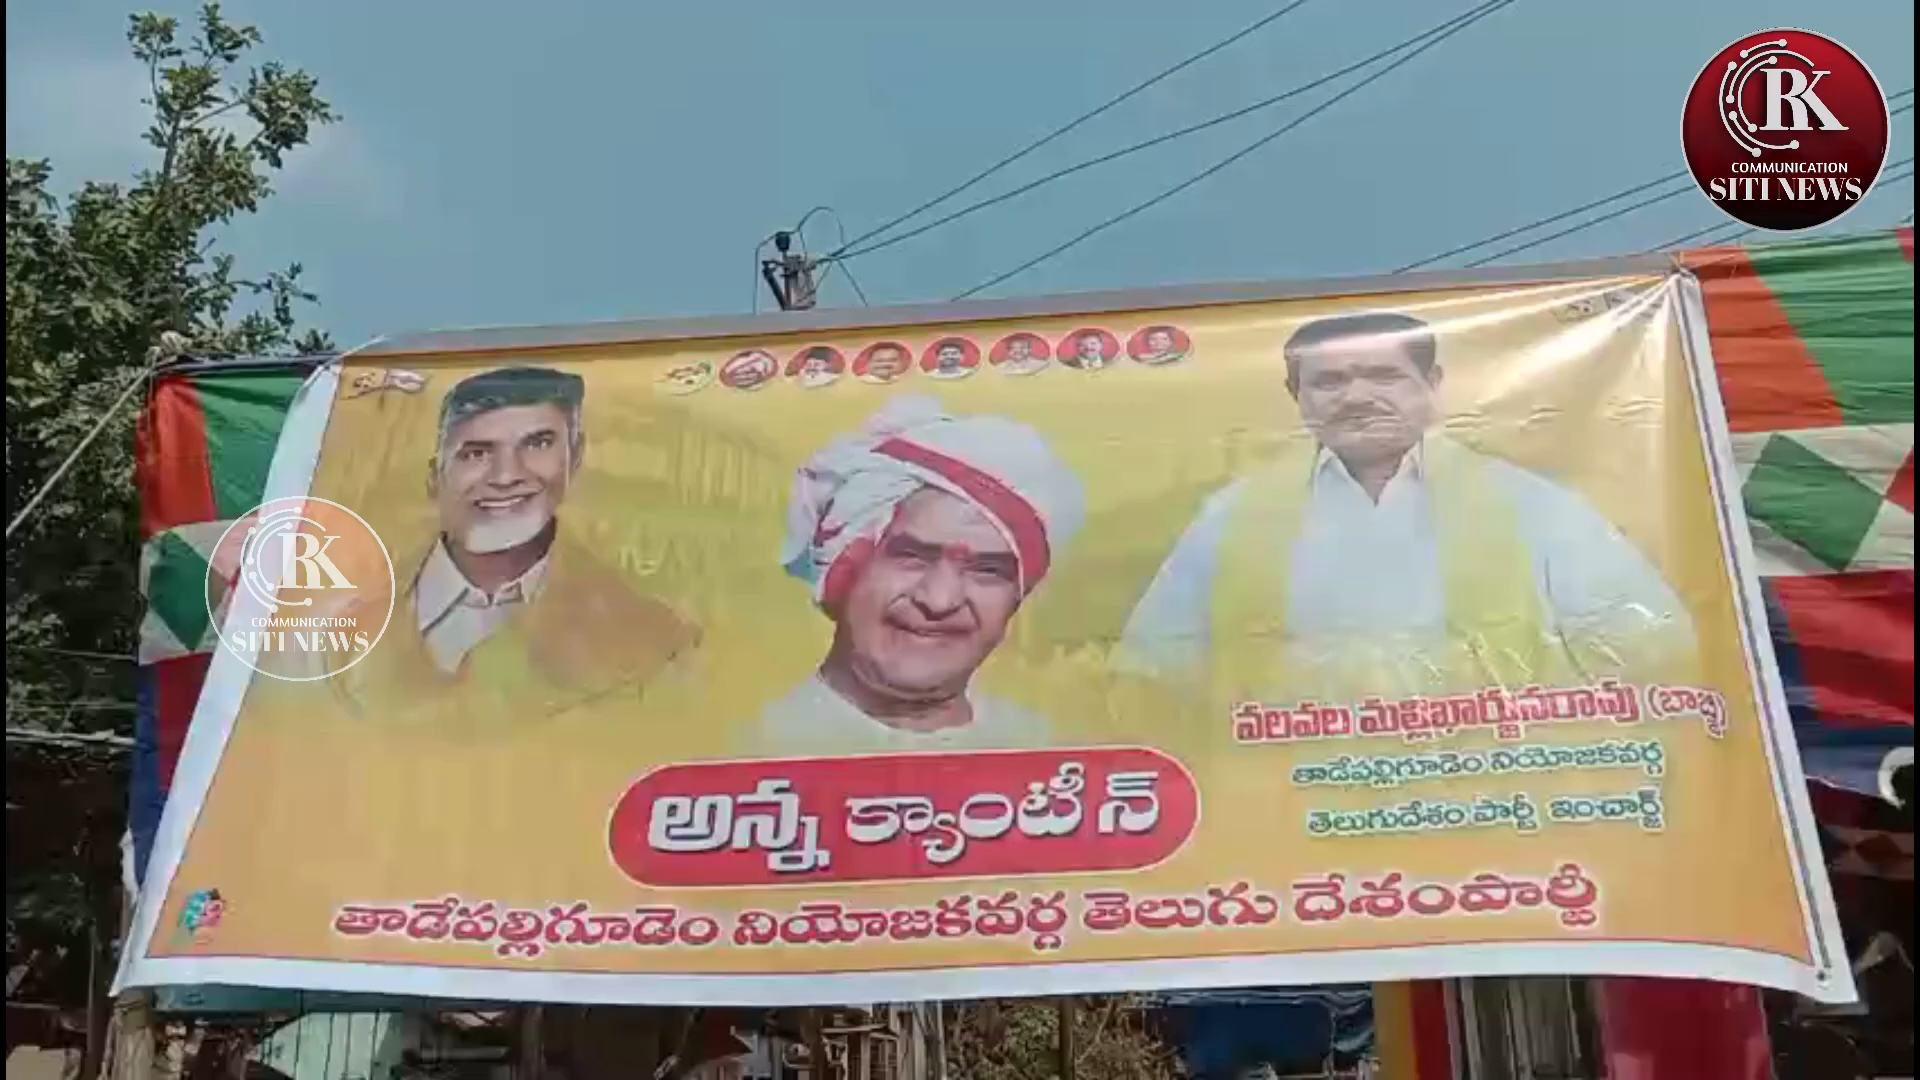 RK
COMMUNICATION
SITI NEWS
RK
COMMUNICATION
SITI NEWS
వలవల మల్లిఖార్జునరావు (బాబ్జి)
తాడేపల్లిగూడెం నియోజకవర్గ
తెలుగుదేశం పార్టీ ఇంచార్జ్
అన్న క్యాంటీన్
తాడేపల్లిగూడెం నియోజకవర్గ తెలుగు దేశంపార్టీ